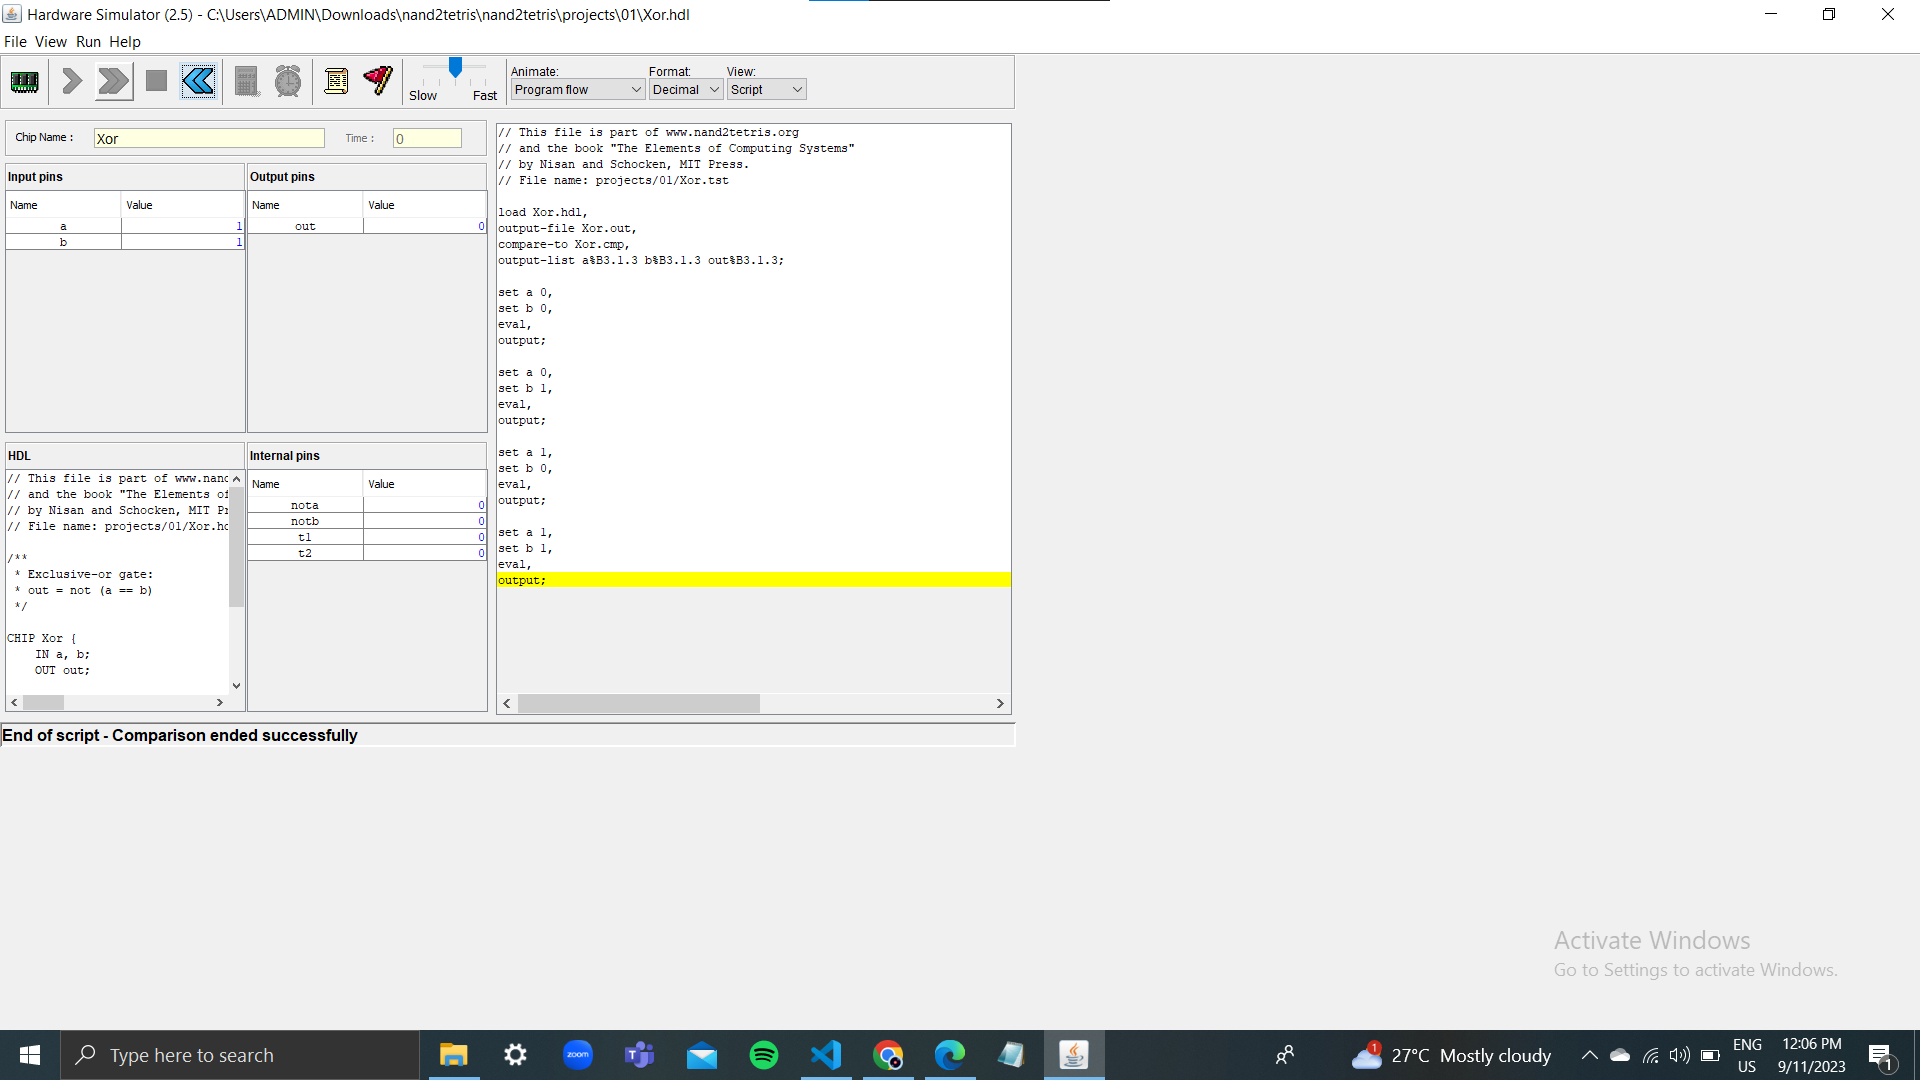 Hardware Simulator (2.5) - C:\Users\ADMIN\Downloads\nand2tetris\nand2tetris\projects\01\Xor.hdl
File View Run Help
Slow Fast
Animate: Format: View:
Program flow Decimal Script
Chip Name : Xor Time : 0
Input pins
Name Value
a 1
b 1
Output pins
Name Value
out 0
HDL
// This file is part of www.nand
// and the book "The Elements of
// by Nisan and Schocken, MIT Pr
// File name: projects/01/Xor.hd
/**
* Exclusive-or gate:
* out = not (a == b)
*/
CHIP Xor {
IN a, b;
OUT out;
Internal pins
Name Value
nota 0
notb 0
t1 0
t2 0
// This file is part of www.nand2tetris.org
// and the book "The Elements of Computing Systems"
// by Nisan and Schocken, MIT Press.
// File name: projects/01/Xor.tst
load Xor.hdl,
output-file Xor.out,
compare-to Xor.cmp,
output-list a%B3.1.3 b%B3.1.3 out%B3.1.3;
set a 0,
set b 0,
eval,
output;
set a 0,
set b 1,
eval,
output;
set a 1,
set b 0,
eval,
output;
set a 1,
set b 1,
eval,
output;
End of script - Comparison ended successfully
Activate Windows
Go to Settings to activate Windows.
Type here to search
zoom
1
27°C Mostly cloudy
ENG
US
12:06 PM
9/11/2023
1